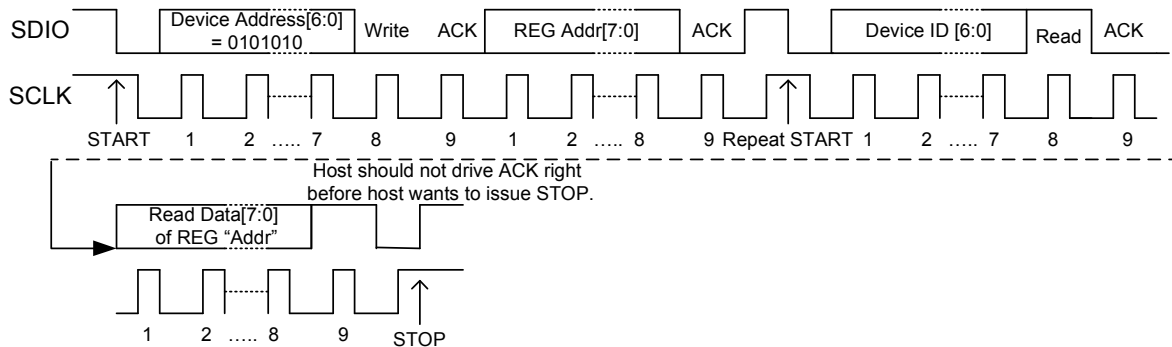 SDIO
Device Address[6:0]
= 0101010
Write
ACK
REG Addr[7:0]
ACK
Device ID [6:0]
Read
ACK
SCLK
START
1 2 ….. 7 8 9 1 2 ….. 8 9 Repeat START 1 2 ….. 7 8 9
Host should not drive ACK right
before host wants to issue STOP.
Read Data[7:0]
of REG “Addr”
1 2 ….. 8 9
STOP